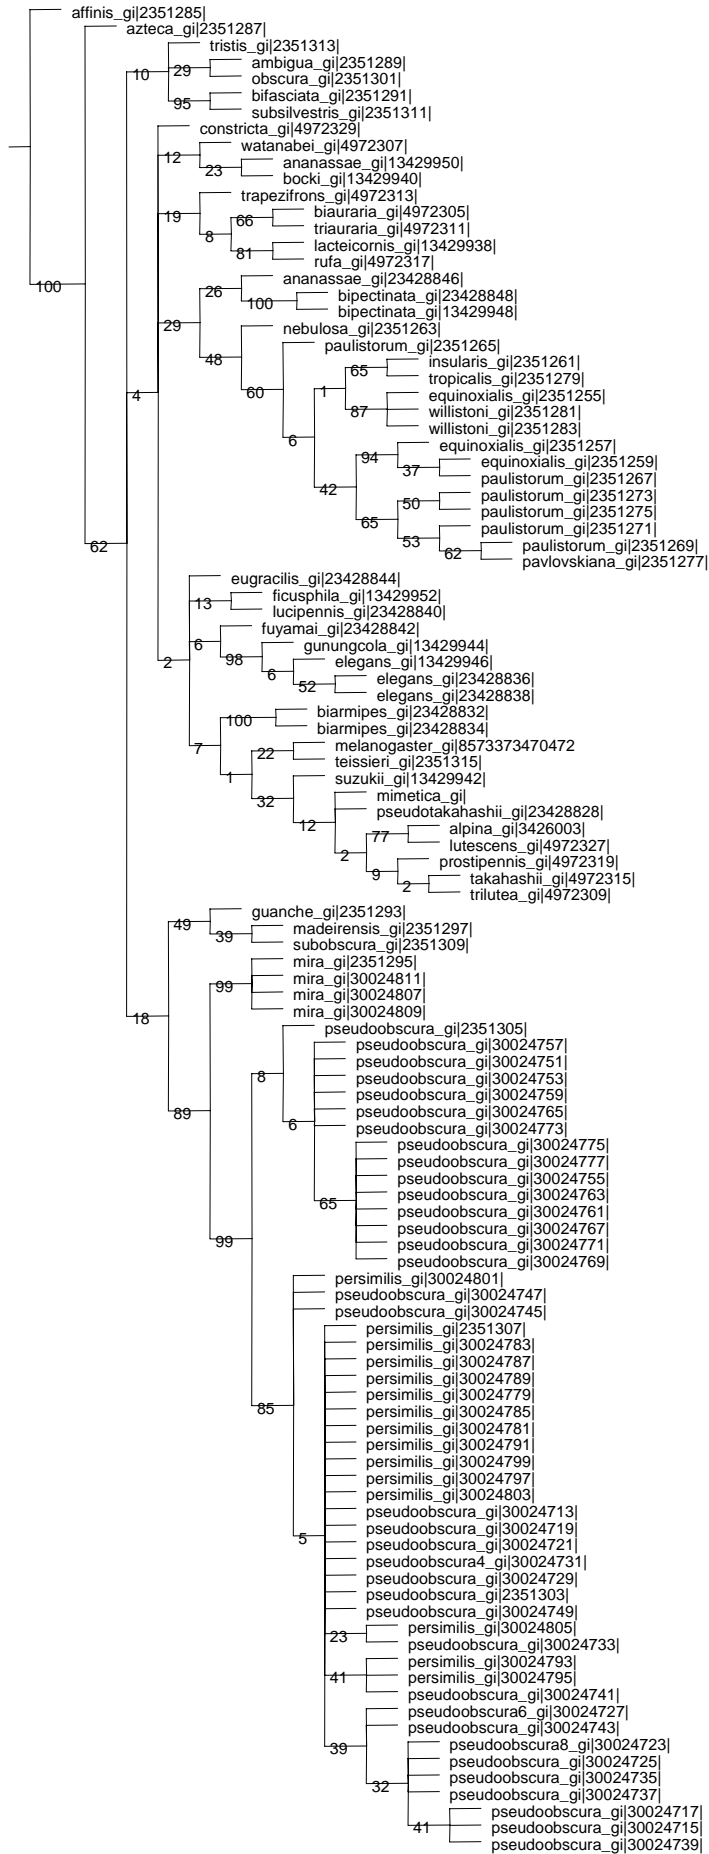 affinis_gi|2351285|
azteca_gi|2351287|
tristis_gi|2351313|
ambigua_gi|2351289|
29
10
obscura_gi|2351301|
bifasciata_gi|2351291|
95
subsilvestris_gi|2351311|
constricta_gi|4972329|
watanabei_gi|4972307|
12
ananassae_gi|13429950|
23
bocki_gi|13429940|
trapezifrons_gi|4972313|
biauraria_gi|4972305|
19
66
triauraria_gi|4972311|
8
lacteicornis_gi|13429938|
81
rufa_gi|4972317|
ananassae_gi|23428846|
100
26
bipectinata_gi|23428848|
100
bipectinata_gi|13429948|
29
nebulosa_gi|2351263|
paulistorum_gi|2351265|
48
insularis_gi|2351261|
65
tropicalis_gi|2351279|
60
1
4
equinoxialis_gi|2351255|
87
willistoni_gi|2351281|
willistoni_gi|2351283|
6
equinoxialis_gi|2351257|
94
equinoxialis_gi|2351259|
37
paulistorum_gi|2351267|
42
paulistorum_gi|2351273|
50
paulistorum_gi|2351275|
65
paulistorum_gi|2351271|
53
62
paulistorum_gi|2351269|
62
pavlovskiana_gi|2351277|
eugracilis_gi|23428844|
ficusphila_gi|13429952|
13
lucipennis_gi|23428840|
fuyamai_gi|23428842|
6
gunungcola_gi|13429944|
2
98
elegans_gi|13429946|
6
elegans_gi|23428836|
52
elegans_gi|23428838|
biarmipes_gi|23428832|
100
biarmipes_gi|23428834|
7
melanogaster_gi|8573373470472
22
teissieri_gi|2351315|
1
suzukii_gi|13429942|
32
mimetica_gi|
pseudotakahashii_gi|23428828|
12
alpina_gi|3426003|
77
lutescens_gi|4972327|
2
prostipennis_gi|4972319|
9
takahashii_gi|4972315|
2
trilutea_gi|4972309|
guanche_gi|2351293|
49
madeirensis_gi|2351297|
39
subobscura_gi|2351309|
mira_gi|2351295|
mira_gi|30024811|
99
mira_gi|30024807|
mira_gi|30024809|
18
pseudoobscura_gi|2351305|
pseudoobscura_gi|30024757|
pseudoobscura_gi|30024751|
8
pseudoobscura_gi|30024753|
pseudoobscura_gi|30024759|
89
pseudoobscura_gi|30024765|
6
pseudoobscura_gi|30024773|
pseudoobscura_gi|30024775|
pseudoobscura_gi|30024777|
pseudoobscura_gi|30024755|
pseudoobscura_gi|30024763|
65
pseudoobscura_gi|30024761|
pseudoobscura_gi|30024767|
99
pseudoobscura_gi|30024771|
pseudoobscura_gi|30024769|
persimilis_gi|30024801|
pseudoobscura_gi|30024747|
pseudoobscura_gi|30024745|
persimilis_gi|2351307|
persimilis_gi|30024783|
persimilis_gi|30024787|
persimilis_gi|30024789|
persimilis_gi|30024779|
85
persimilis_gi|30024785|
persimilis_gi|30024781|
persimilis_gi|30024791|
persimilis_gi|30024799|
persimilis_gi|30024797|
persimilis_gi|30024803|
pseudoobscura_gi|30024713|
pseudoobscura_gi|30024719|
5
pseudoobscura_gi|30024721|
pseudoobscura4_gi|30024731|
pseudoobscura_gi|30024729|
pseudoobscura_gi|2351303|
pseudoobscura_gi|30024749|
persimilis_gi|30024805|
23
pseudoobscura_gi|30024733|
persimilis_gi|30024793|
41
persimilis_gi|30024795|
pseudoobscura_gi|30024741|
pseudoobscura6_gi|30024727|
pseudoobscura_gi|30024743|
39
pseudoobscura8_gi|30024723|
pseudoobscura_gi|30024725|
32
pseudoobscura_gi|30024735|
pseudoobscura_gi|30024737|
pseudoobscura_gi|30024717|
41
pseudoobscura_gi|30024715|
pseudoobscura_gi|30024739|